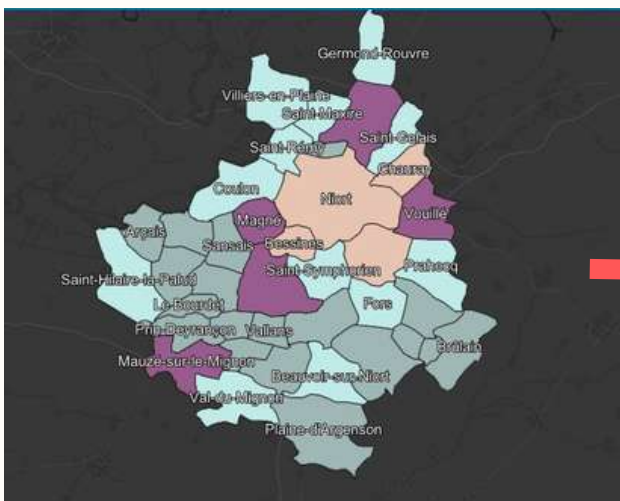 Germond-Rouvre
Villiers-en-Plaine
Saint-Maxire
Saint-Gelais
Saint-Rémy
Chauray
Coulon
Niort
Magné
Vouillé
Arçais
Sansais
Bessines
Saint-Symphorien
Prahecq
Saint-Hilaire-la-Palud
Le-Bourdet
Fors
Prin-Deyrançon
Vallans
Brûlain
Mauzé-sur-le-Mignon
Beauvoir-sur-Niort
Val-du-Mignon
Plaine-d'Argenson